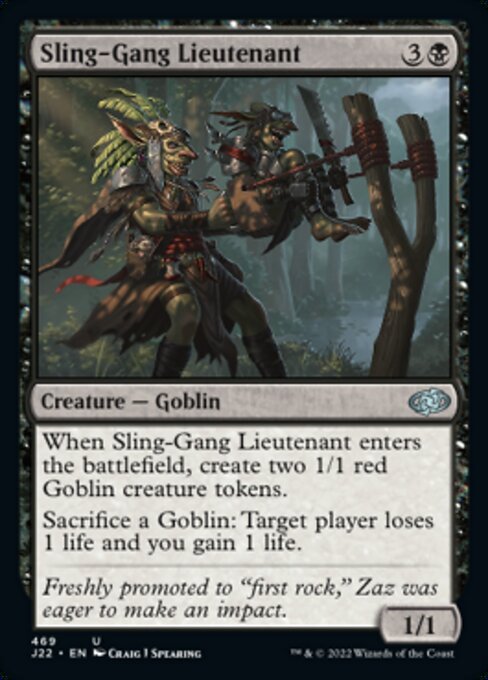 Sling-Gang Lieutenant 3
Creature — Goblin
When Sling-Gang Lieutenant enters
the battlefield, create two 1/1 red
Goblin creature tokens.
Sacrifice a Goblin: Target player loses
1 life and you gain 1 life.
Freshly promoted to “first rock,” Zaz was
eager to make an impact.
1/1
469 U
J22 • EN Craig J Spearing
™ & © 2022 Wizards of the Coast